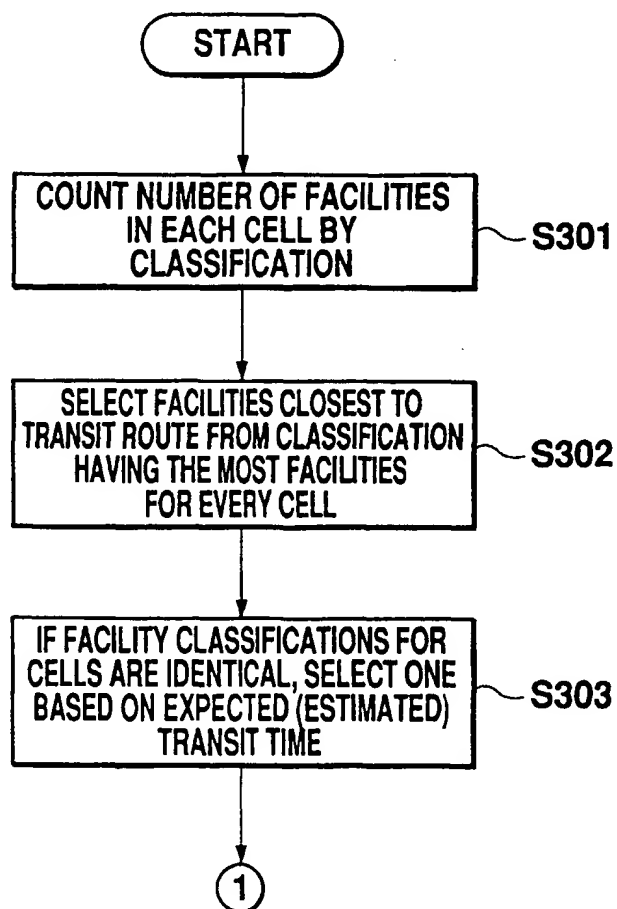 START
COUNT NUMBER OF FACILITIES
IN EACH CELL BY
CLASSIFICATION
S301
SELECT FACILITIES CLOSEST TO
TRANSIT ROUTE FROM CLASSIFICATION
HAVING THE MOST FACILITIES
FOR EVERY CELL
S302
IF FACILITY CLASSIFICATIONS FOR
CELLS ARE IDENTICAL, SELECT ONE
BASED ON EXPECTED (ESTIMATED)
TRANSIT TIME
S303
1